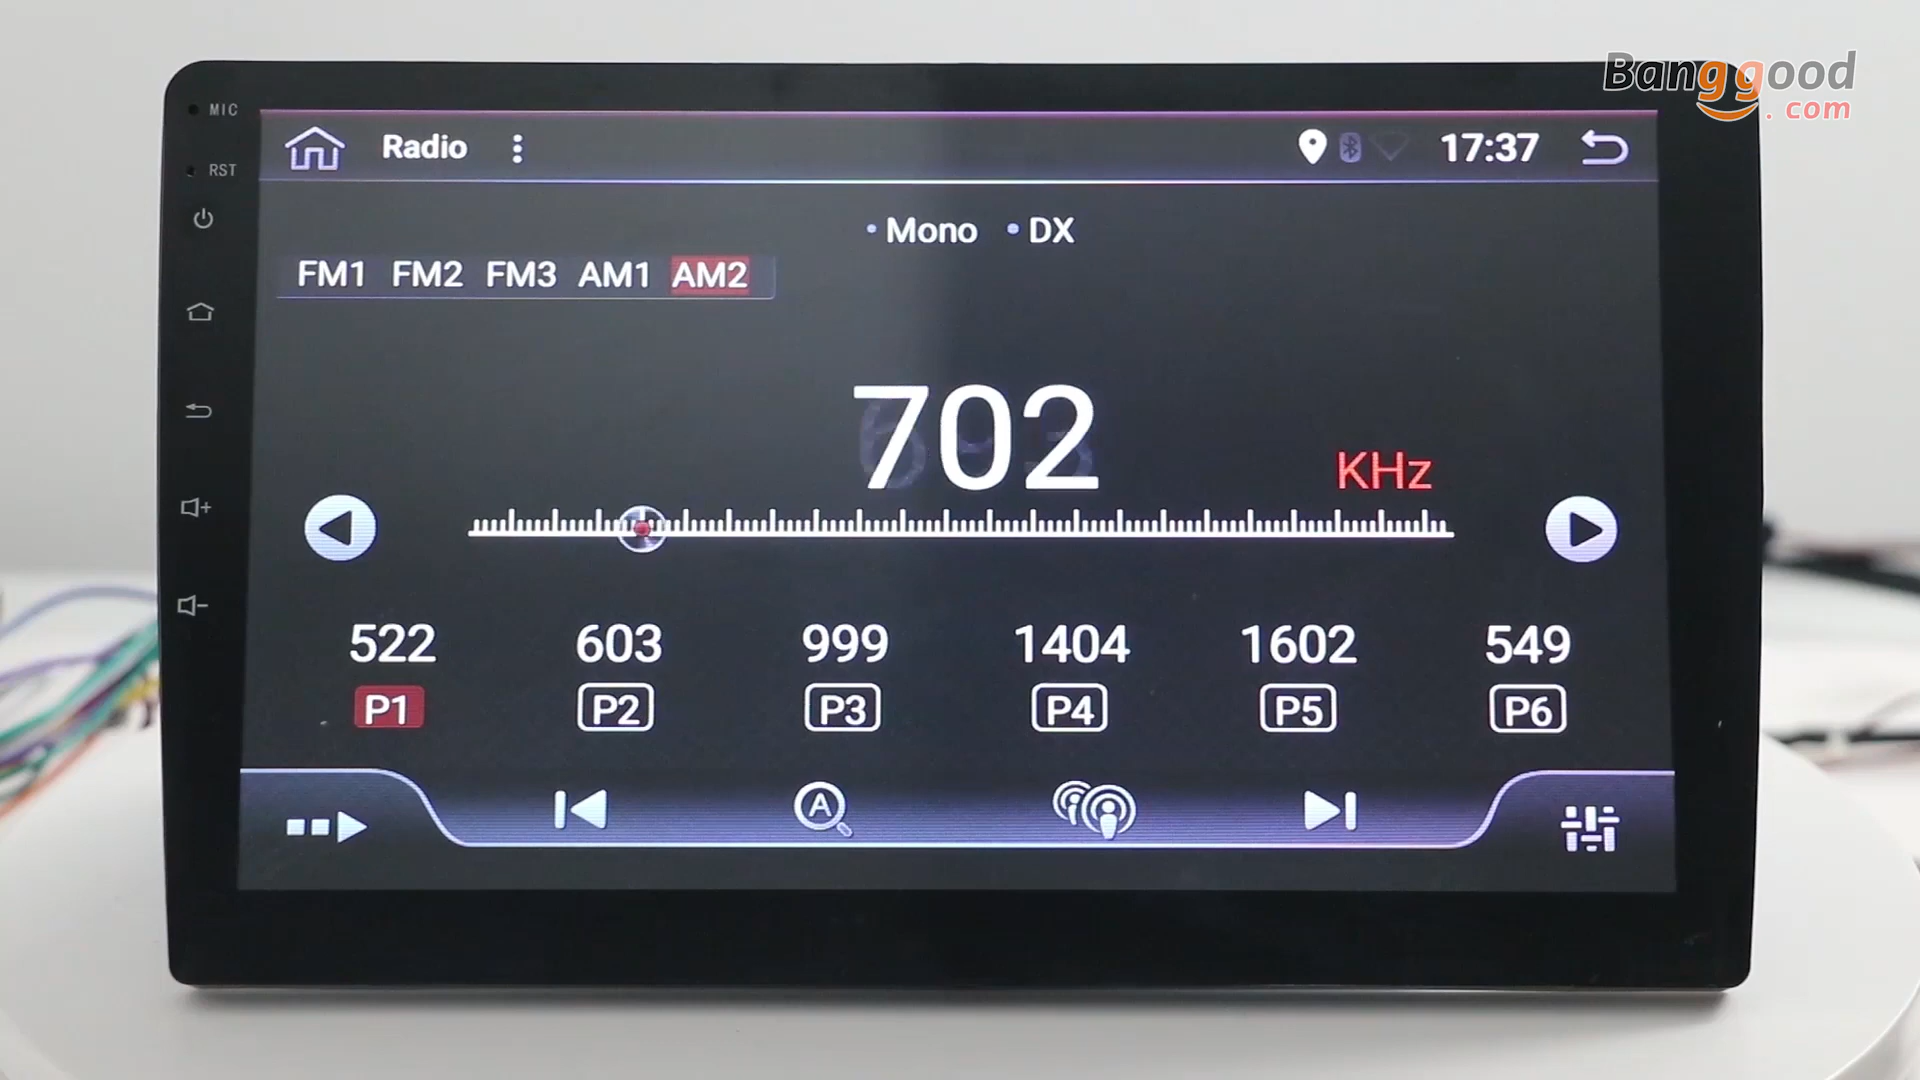 Banggood
.com
MIC
Radio
17:37
RST
Mono DX
FM1 FM2 FM3 AM1 AM2
702
KHz
522 603 999 1404 1602 549
P1 P2 P3 P4 P5 P6
A